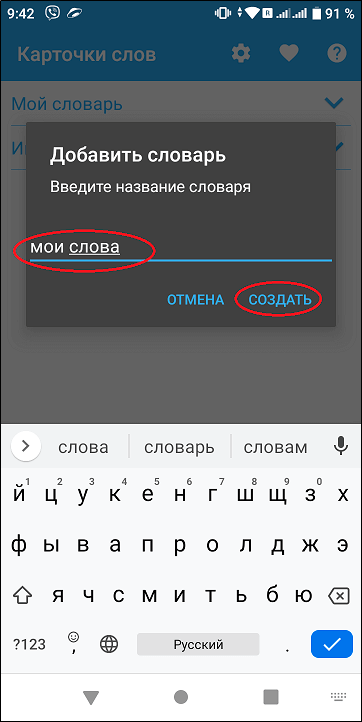 9:42 91 %
Карточки слов
Мой словарь
Добавить словарь
Введите название словаря
мои слова
ОТМЕНА СОЗДАТЬ
слова словарь словам
1 2 3 4 5 6 7 8 9 0
й ц у к е н г ш щ з х
ф ы в а п р о л д ж э
я ч с м и т ь б ю
?123 , Русский .